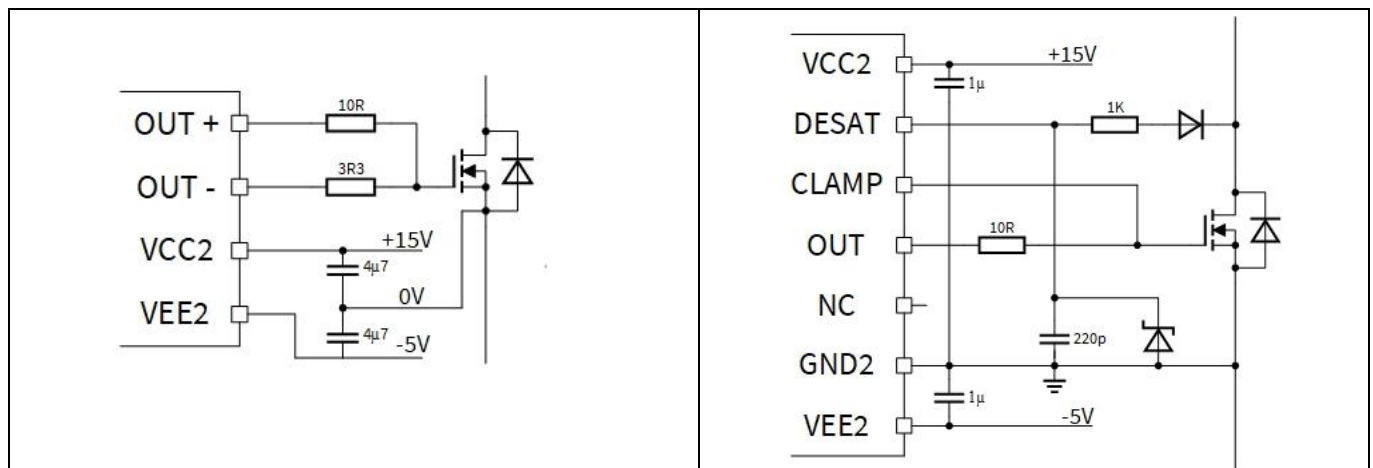 10R
OUT +
3R3
OUT -
VCC2
+15V
4µ7
0V
VEE2
4µ7
-5V
VCC2
+15V
1µ
1K
DESAT
CLAMP
10R
OUT
NC
220p
GND2
1µ
VEE2
-5V